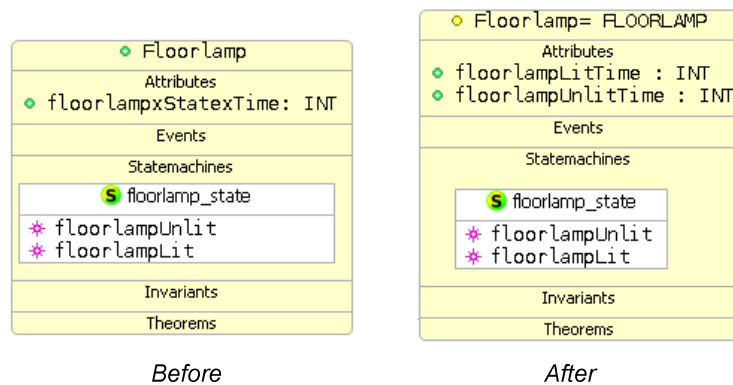 Floorlamp
Attributes
floorlampxStatexTime: INT
Events
Statemachines
S floorlamp_state
floorlampUnlit
floorlampLit
Invariants
Theorems
Before
Floorlamp= FLOORLAMP
Attributes
floorlampLitTime : INT
floorlampUnlitTime : INT
Events
Statemachines
S floorlamp_state
floorlampUnlit
floorlampLit
Invariants
Theorems
After